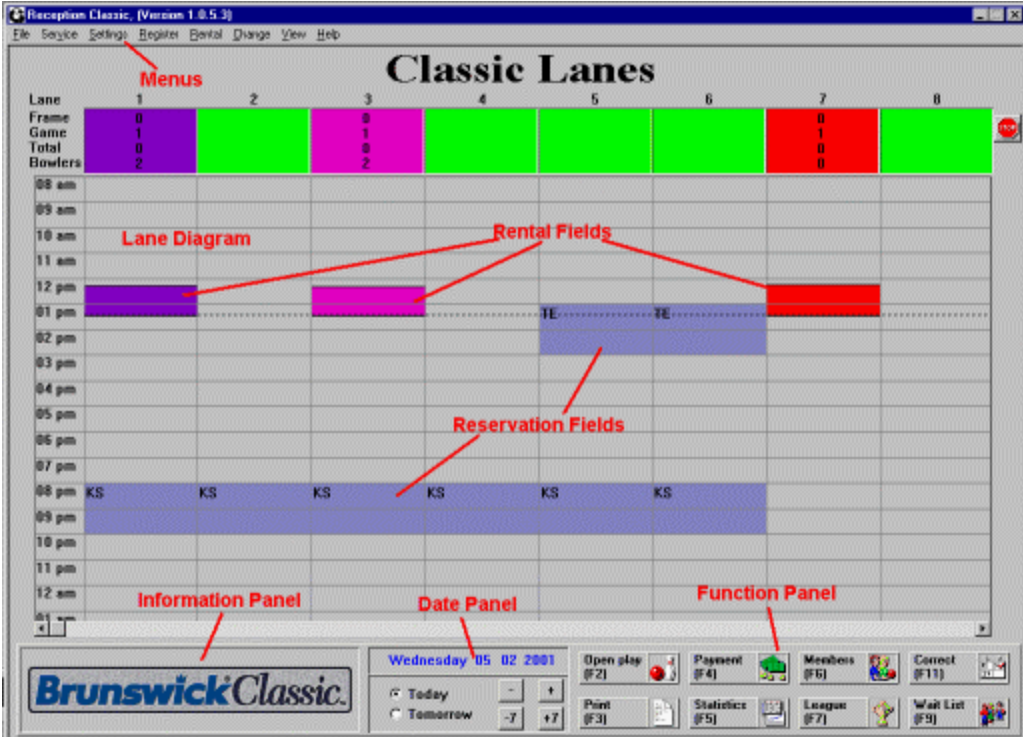 Reception Classic, (Version 1.0.5.3)
File Service Settings Register Rental Change View Help
Menus
Classic Lanes
Lane 1 2 3 4 5 6 7 8
Frame 0 0 0
Game 1 1 1
Total 0 0 0
Bowlers 2 2 0
STOP
08 am
09 am
10 am
Lane Diagram
Rental Fields
11 am
12 pm
01 pm
TE TE
02 pm
03 pm
04 pm
05 pm
Reservation Fields
06 pm
07 pm
08 pm KS KS KS KS KS KS
09 pm
10 pm
11 pm
12 am
Information Panel
Date Panel
Function Panel
01 am
Brunswick Classic.
Wednesday 05 02 2001
Today - +
Tomorrow -7 +7
Open play (F2)
Payment (F4)
Members (F6)
Correct (F11)
Print (F3)
Statistics (F5)
League (F7)
Wait List (F9)